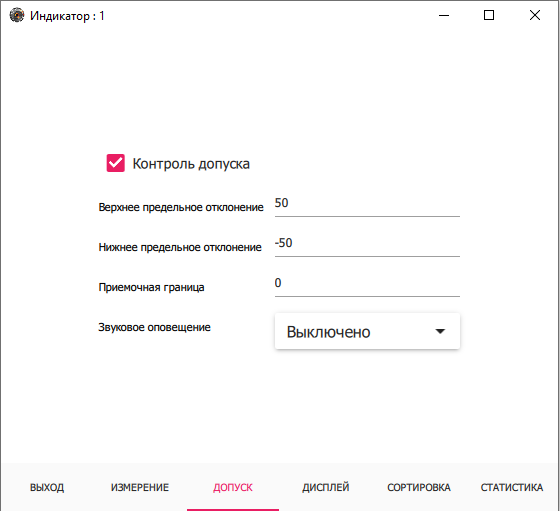 Индикатор : 1
Контроль допуска
Верхнее предельное отклонение 50
Нижнее предельное отклонение -50
Приемочная граница 0
Звуковое оповещение Выключено
ВЫХОД ИЗМЕРЕНИЕ ДОПУСК ДИСПЛЕЙ СОРТИРОВКА СТАТИСТИКА